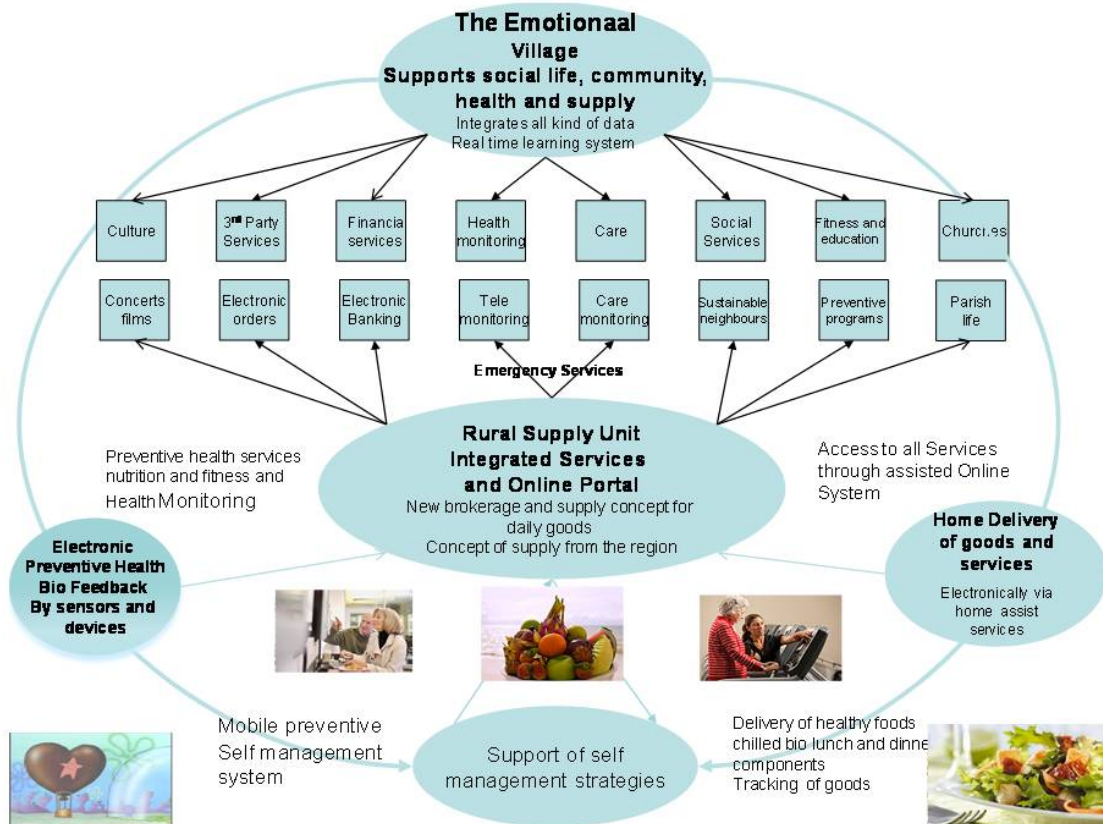 The Emotionaal
Village
Supports social life, community,
health and supply
Integrates all kind of data
Real time learning system
Culture
3nd Party
Services
Financia
services
Health
monitoring
Care
Social
Services
Fitness and
education
Churches
Concerts
films
Electronic
orders
Electronic
Banking
Tele
monitoring
Care
monitoring
Sustainable
neighbours
Preventive
programs
Parish
life
Emergency Services
Preventive health services
nutrition and fitness and
Health Monitoring
Rural Supply Unit
Integrated Services
and Online Portal
New brokerage and supply concept for
daily goods
Concept of supply from the region
Access to all Services
through assisted Online
System
Electronic
Preventive Health
Bio Feedback
By sensors and
devices
Home Delivery
of goods and
services
Electronically via
home assist
services
Mobile preventive
Self management
system
Support of self
management strategies
Delivery of healthy foods
chilled bio lunch and dinne
components
Tracking of goods